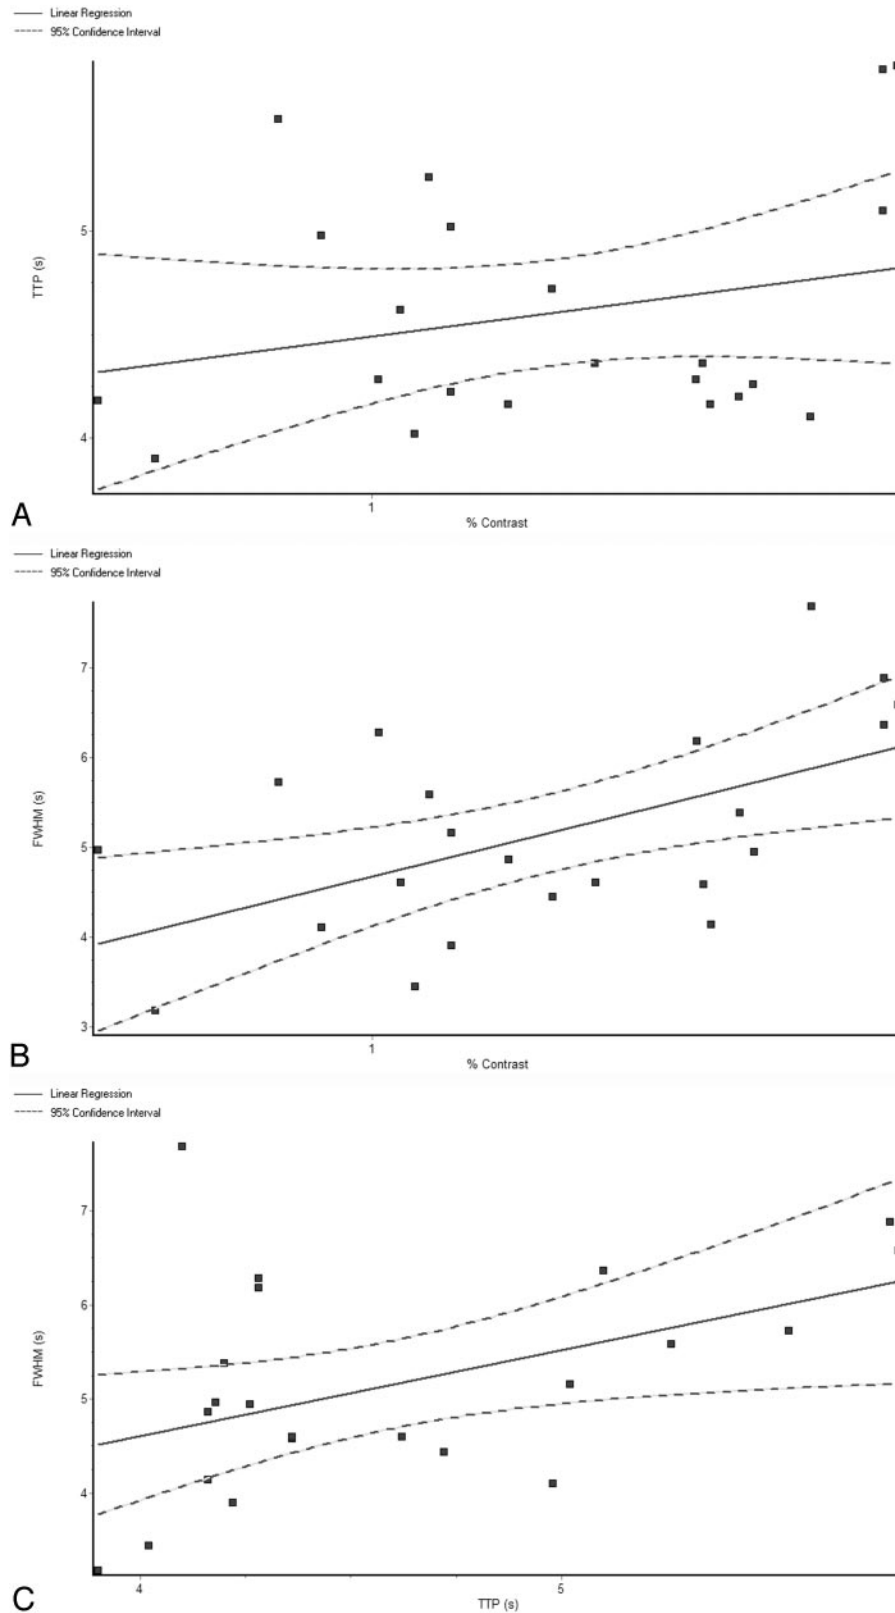 Linear Regression
95% Confidence Interval
5
TTP (s)
4
1
A
% Contrast
Linear Regression
95% Confidence Interval
7
6
5
FWHM (s)
4
3
1
B
% Contrast
Linear Regression
95% Confidence Interval
7
6
FWHM (s)
5
4
4
5
C
TTP (s)